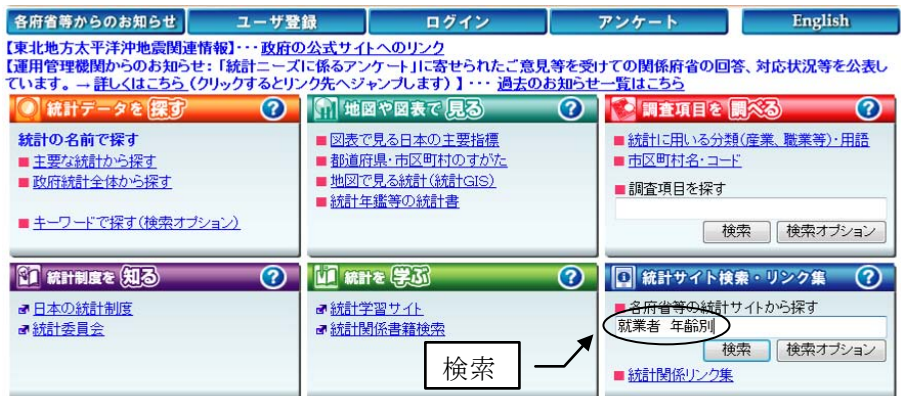 各府省等からのお知らせ ユーザ登録 ログイン アンケート English
【東北地方太平洋沖地震関連情報】・・・政府の公式サイトへのリンク
【運用管理機関からのお知らせ:「統計ニーズに係るアンケート」に寄せられたご意見等を受けての関係府省の回答、対応状況等を公表し
ています。→詳しくはこちら(クリックするとリンク先へジャンプします)】・・・過去のお知らせ一覧はこちら
統計データを探す ?
統計の名前で探す
主要な統計から探す
政府統計全体から探す
キーワードで探す(検索オプション)
地図や図表で見る ?
図表で見る日本の主要指標
都道府県・市区町村のすがた
地図で見る統計(統計GIS)
統計年鑑等の統計書
調査項目を調べる ?
統計に用いる分類(産業、職業等)・用語
市区町村名・コード
調査項目を探す
検索 検索オプション
統計制度を知る ?
日本の統計制度
統計委員会
統計を学ぶ ?
統計学習サイト
統計関係書籍検索
検索
統計サイト検索・リンク集 ?
各府省等の統計サイトから探す
就業者 年齢別
検索 検索オプション
統計関係リンク集